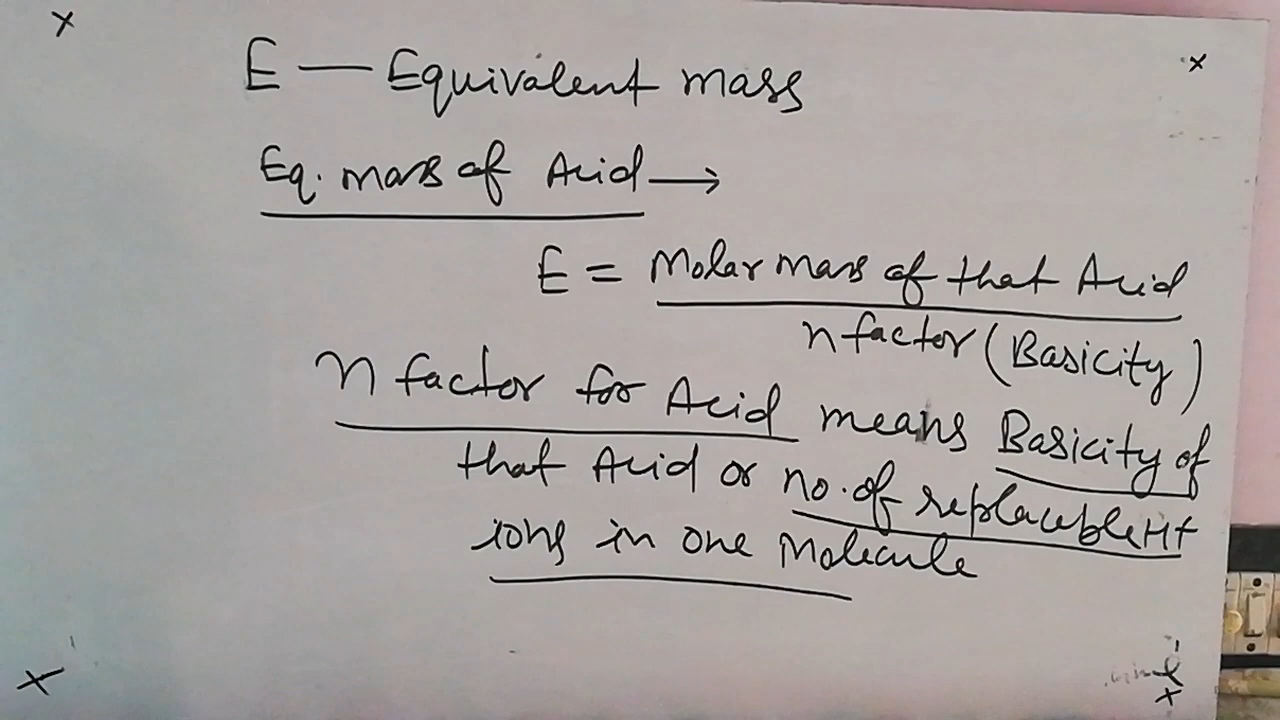 E — Equivalent mass
Eq. mass of Acid →
E = Molar mass of that Acid
n factor (Basicity)
n factor for Acid means Basicity of
that Acid or no. of replaceble H+
ions in one Molecule